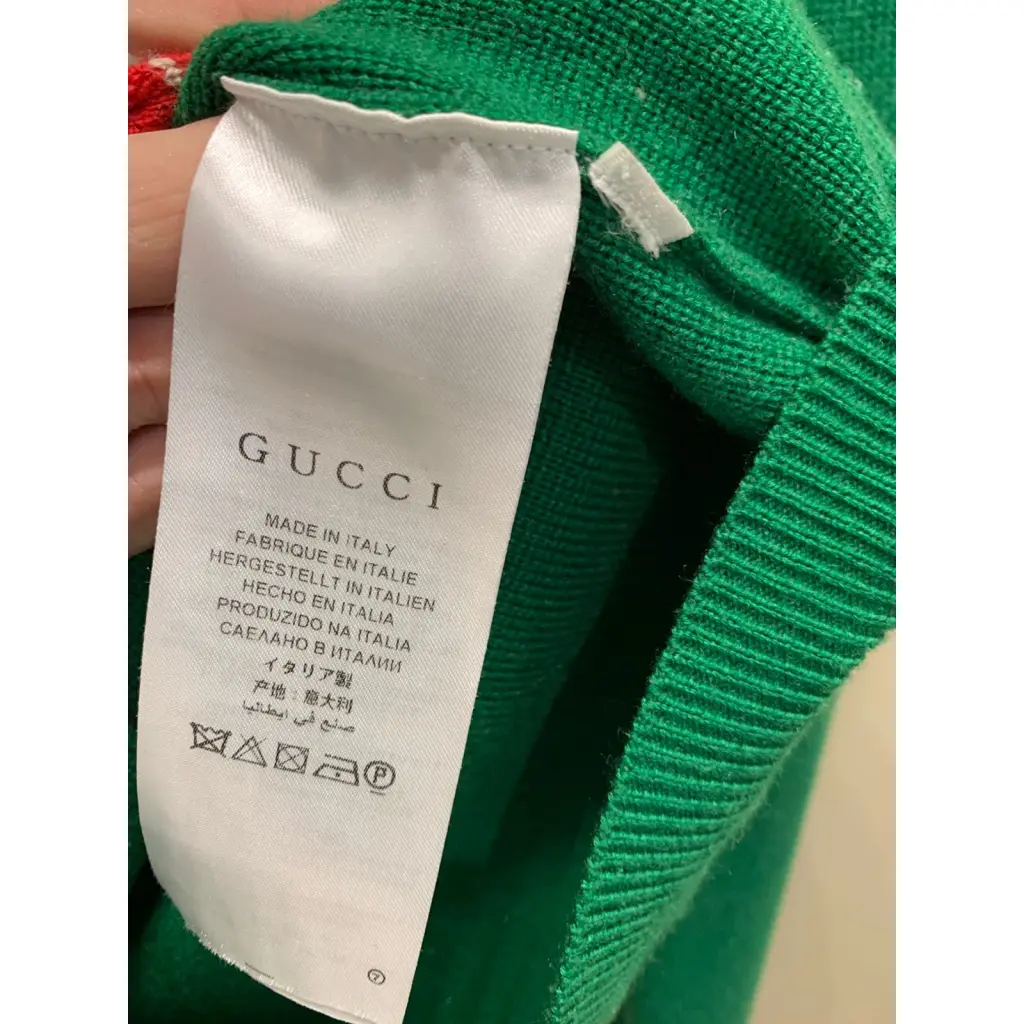 GUCCI
MADE IN ITALY
FABRIQUE EN ITALIE
HERGESTELLT IN ITALIEN
HECHO EN ITALIA
PRODUZIDO NA ITALIA
СДЕЛАНО В ИТАЛИИ
イタリア製
产地：意大利
صنع في ايطاليا
P
7